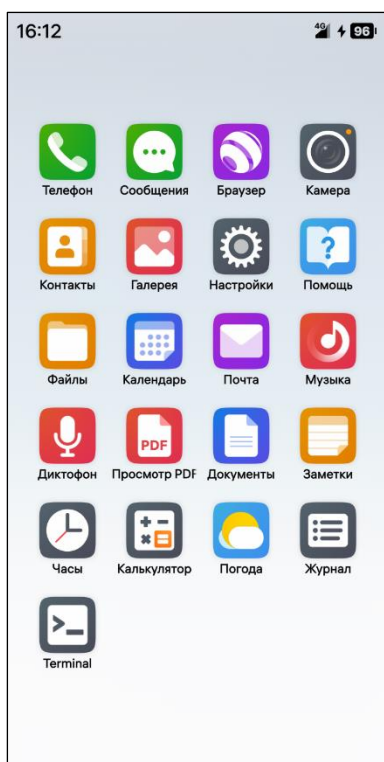 16:12 4G 96
Телефон Сообщения Браузер Камера
?
Контакты Галерея Настройки Помощь
Файлы Календарь Почта Музыка
PDF
Диктофон Просмотр PDF Документы Заметки
Часы Калькулятор Погода Журнал
>_
Terminal